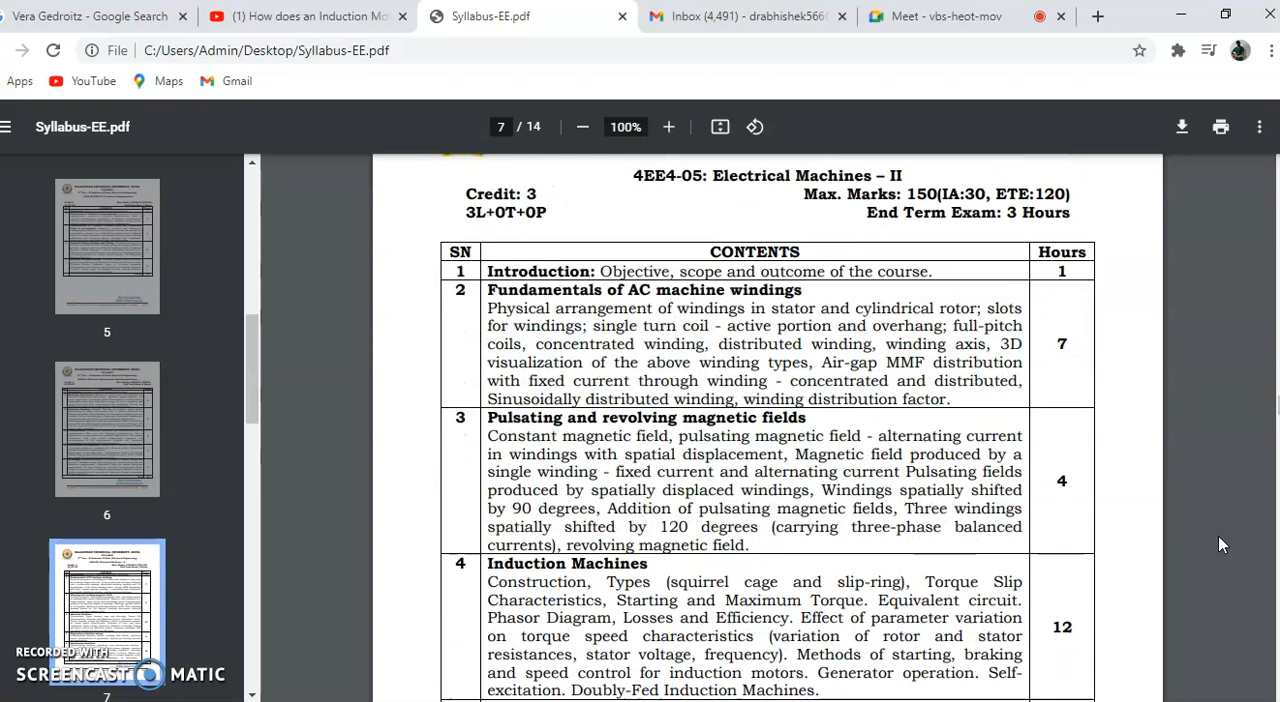 Vera Gedroitz - Google Search
(1) How does an Induction Mo
Syllabus-EE.pdf
Inbox (4,491) - drabhishek566
Meet - vbs-heot-mov
File
C:/Users/Admin/Desktop/Syllabus-EE.pdf
Apps
YouTube
Maps
Gmail
Syllabus-EE.pdf
7 / 14
100%
5
6
7
RECORDED WITH
SCREENCAST MATIC
4EE4-05: Electrical Machines – II
Credit: 3 Max. Marks: 150(IA:30, ETE:120)
3L+0T+0P End Term Exam: 3 Hours
SN CONTENTS Hours
1 Introduction: Objective, scope and outcome of the course. 1
2 Fundamentals of AC machine windings
Physical arrangement of windings in stator and cylindrical rotor; slots
for windings; single turn coil - active portion and overhang; full-pitch
coils, concentrated winding, distributed winding, winding axis, 3D 7
visualization of the above winding types, Air-gap MMF distribution
with fixed current through winding - concentrated and distributed,
Sinusoidally distributed winding, winding distribution factor.
3 Pulsating and revolving magnetic fields
Constant magnetic field, pulsating magnetic field - alternating current
in windings with spatial displacement, Magnetic field produced by a
single winding - fixed current and alternating current Pulsating fields
produced by spatially displaced windings, Windings spatially shifted 4
by 90 degrees, Addition of pulsating magnetic fields, Three windings
spatially shifted by 120 degrees (carrying three-phase balanced
currents), revolving magnetic field.
4 Induction Machines
Construction, Types (squirrel cage and slip-ring), Torque Slip
Characteristics, Starting and Maximum Torque. Equivalent circuit.
Phasor Diagram, Losses and Efficiency. Effect of parameter variation 12
on torque speed characteristics (variation of rotor and stator
resistances, stator voltage, frequency). Methods of starting, braking
and speed control for induction motors. Generator operation. Self-
excitation. Doubly-Fed Induction Machines.